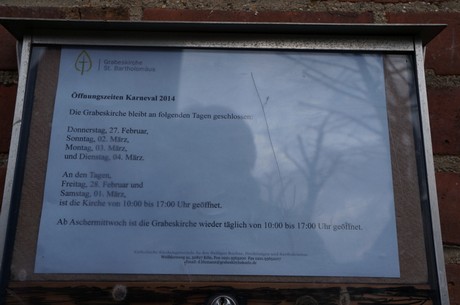 Grabeskirche
St. Bartholomäus
Öffnungszeiten Karneval 2014
Die Grabeskirche bleibt an folgenden Tagen geschlossen:
Donnerstag, 27. Februar,
Sonntag, 02. März,
Montag, 03. März,
und Dienstag, 04. März.
An den Tagen,
Freitag, 28. Februar und
Samstag, 01. März,
ist die Kirche von 10:00 bis 17:00 Uhr geöffnet.
Ab Aschermittwoch ist die Grabeskirche wieder täglich von 10:00 bis 17:00 Uhr geöffnet.